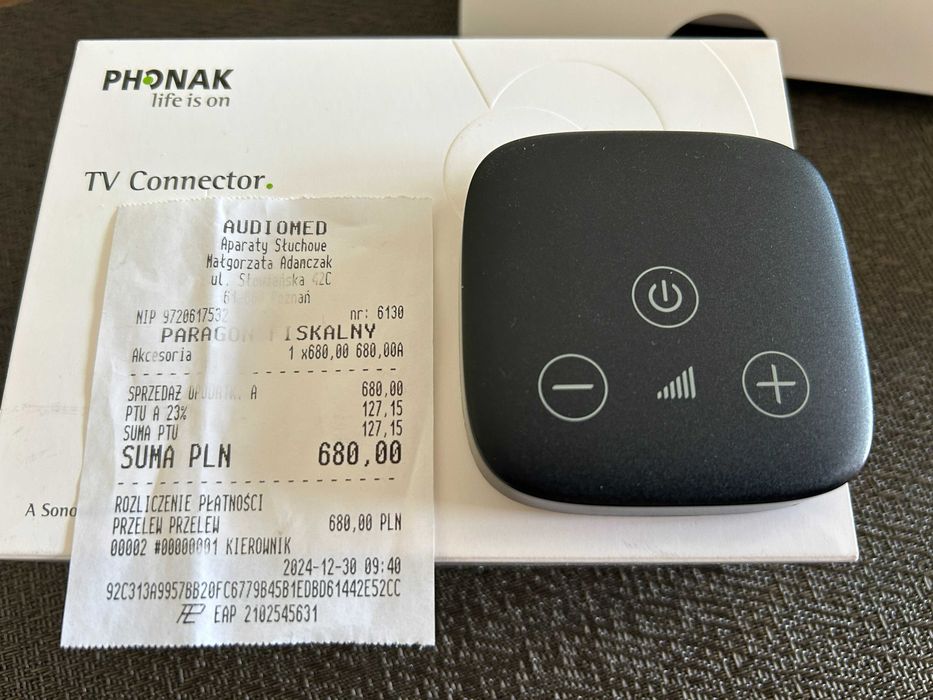 PHONAK
life is on
TV Connector.
AUDIOMED
Aparaty Słuchowe
Małgorzata Adamczak
ul. 42C
NIP 9720617532 nr: 6130
PARAGON FISKALNY
Akcesoria 1 x680,00 680,00A
SPRZEDAŻ OPODATK. A 680,00
PTU A 23% 127,15
SUMA PTU 127,15
SUMA PLN 680,00
ROZLICZENIE PŁATNOŚCI
PRZELEW PRZELEW 680,00 PLN
00002 #00000001 KIEROWNIK
2024-12-30 09:40
92C313A9957BB20FC6779B45B1EDBD61442E52CC
EAP 2102545631
A Sono